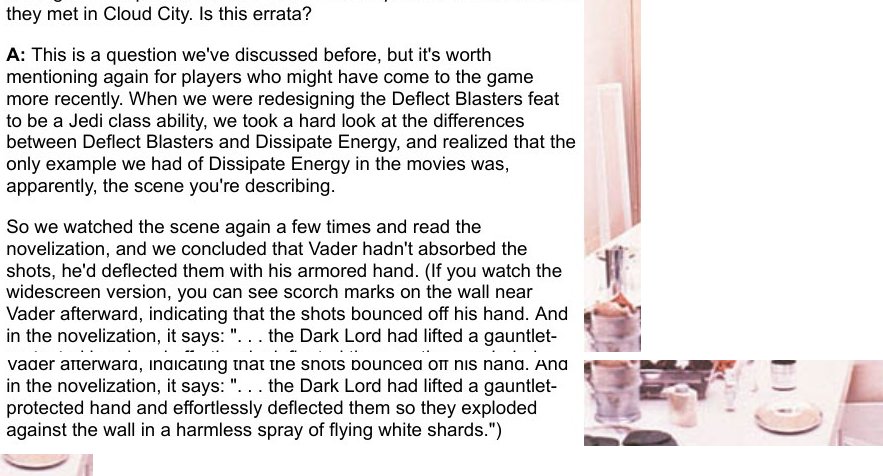 they met in Cloud City. Is this errata?
A: This is a question we've discussed before, but it's worth
mentioning again for players who might have come to the game
more recently. When we were redesigning the Deflect Blasters feat
to be a Jedi class ability, we took a hard look at the differences
between Deflect Blasters and Dissipate Energy, and realized that the
only example we had of Dissipate Energy in the movies was,
apparently, the scene you're describing.
So we watched the scene again a few times and read the
novelization, and we concluded that Vader hadn't absorbed the
shots, he'd deflected them with his armored hand. (If you watch the
widescreen version, you can see scorch marks on the wall near
Vader afterward, indicating that the shots bounced off his hand. And
in the novelization, it says: ". . . the Dark Lord had lifted a gauntlet-
Vader afterward, indicating that the shots bounced off his hand. And
in the novelization, it says: ". . . the Dark Lord had lifted a gauntlet-
protected hand and effortlessly deflected them so they exploded
against the wall in a harmless spray of flying white shards.")